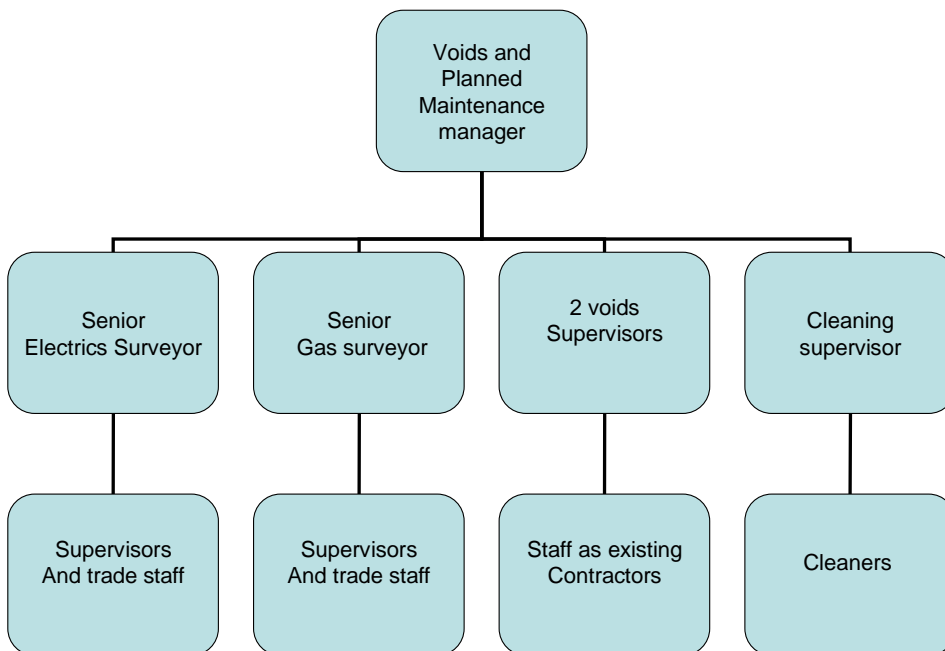 Voids and
Planned
Maintenance
manager
Senior
Electrics Surveyor
Senior
Gas surveyor
2 voids
Supervisors
Cleaning
supervisor
Supervisors
And trade staff
Supervisors
And trade staff
Staff as existing
Contractors
Cleaners